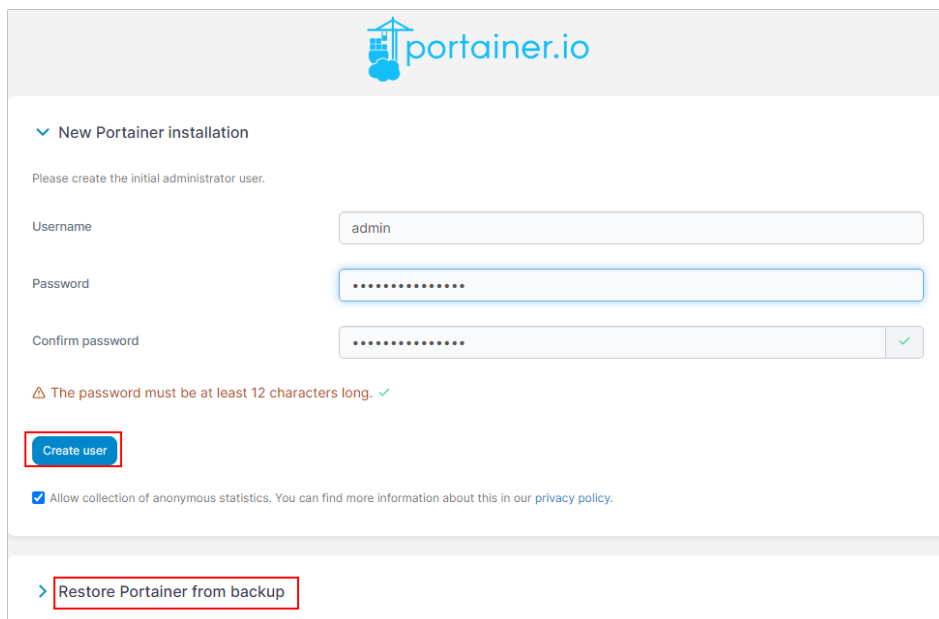 portainer.io
New Portainer installation
Please create the initial administrator user.
Username
admin
Password
•••••••••••••••
Confirm password
•••••••••••••••
The password must be at least 12 characters long.
Create user
Allow collection of anonymous statistics. You can find more information about this in our privacy policy.
Restore Portainer from backup